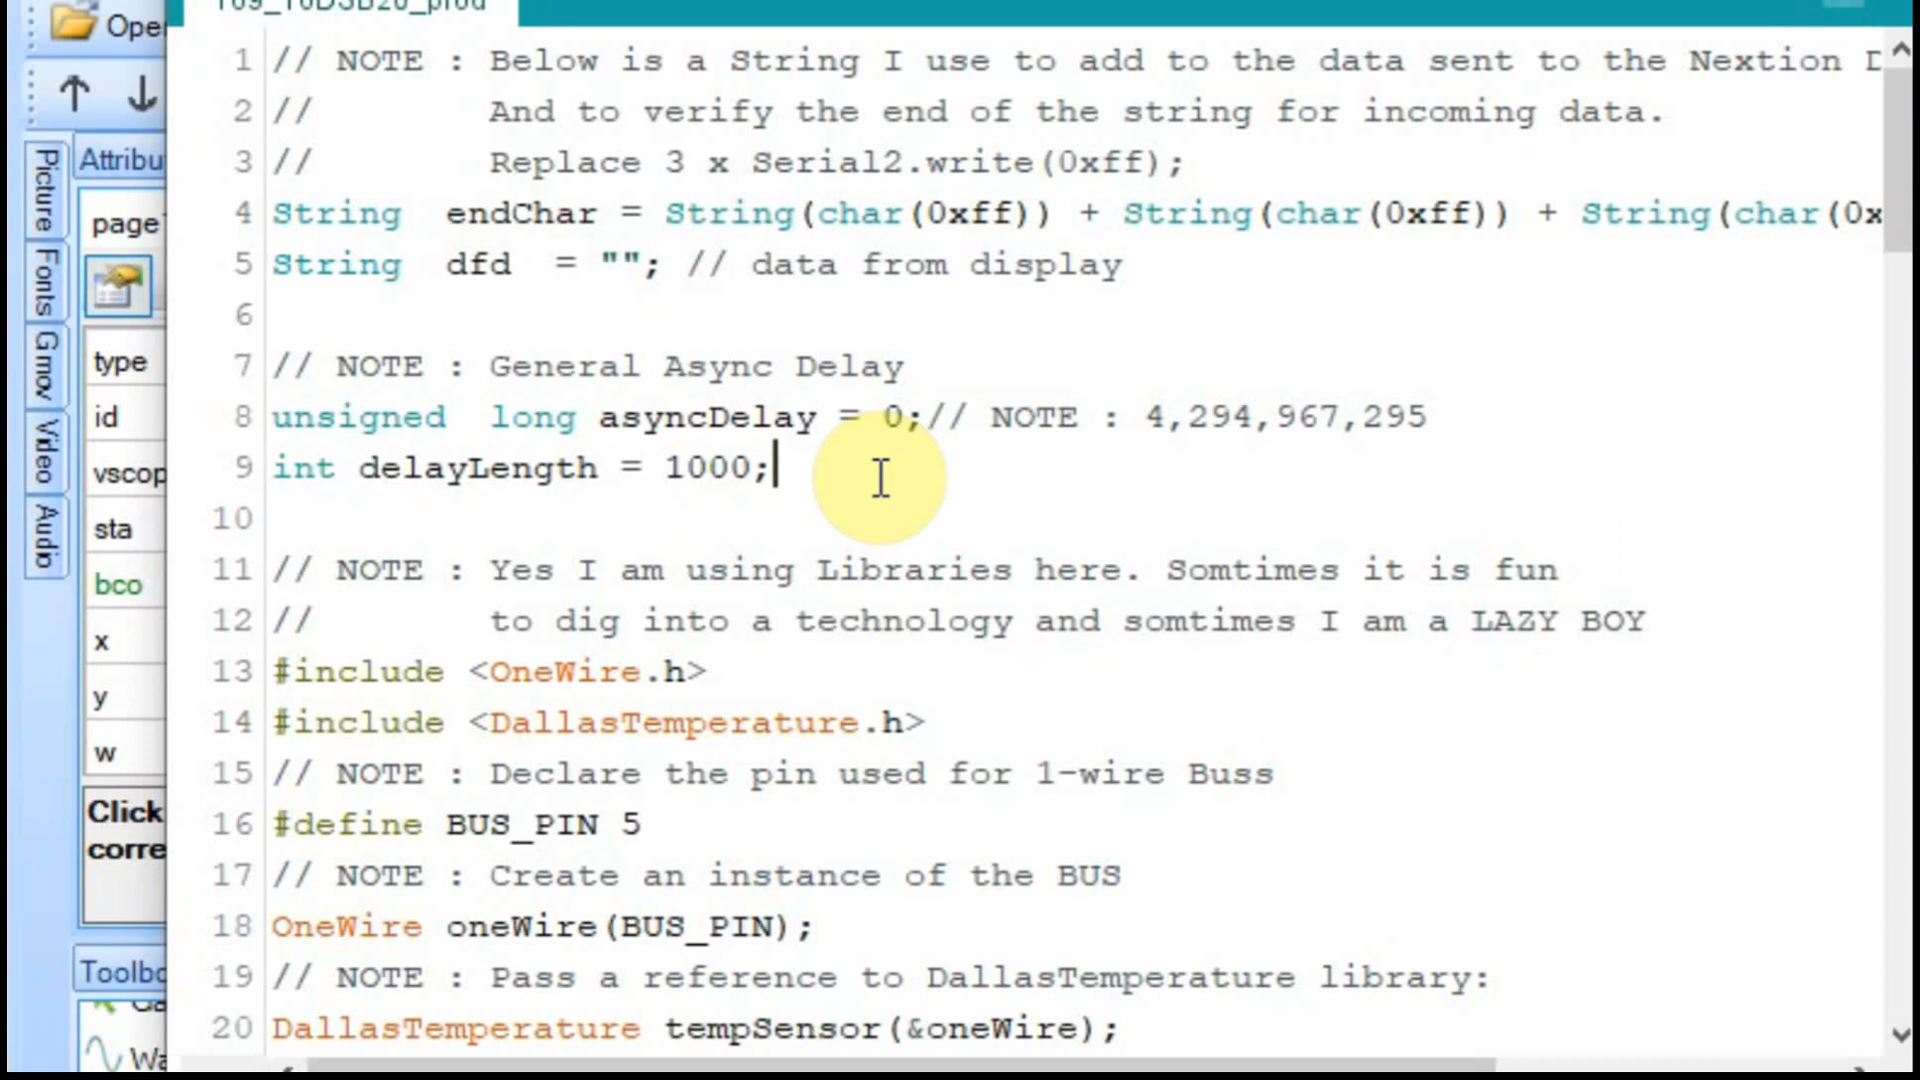 Open
Picture
Fonts
Gmov
Video
Audio
Attribu
page
type
id
vscop
sta
bco
x
y
w
Click
corre
Toolbo
Wa
1 // NOTE : Below is a String I use to add to the data sent to the Nextion D
2 // And to verify the end of the string for incoming data.
3 // Replace 3 x Serial2.write(0xff);
4 String endChar = String(char(0xff)) + String(char(0xff)) + String(char(0x
5 String dfd = ""; // data from display
6
7 // NOTE : General Async Delay
8 unsigned long asyncDelay = 0;// NOTE : 4,294,967,295
9 int delayLength = 1000;
10
11 // NOTE : Yes I am using Libraries here. Somtimes it is fun
12 // to dig into a technology and somtimes I am a LAZY BOY
13 #include <OneWire.h>
14 #include <DallasTemperature.h>
15 // NOTE : Declare the pin used for 1-wire Buss
16 #define BUS_PIN 5
17 // NOTE : Create an instance of the BUS
18 OneWire oneWire(BUS_PIN);
19 // NOTE : Pass a reference to DallasTemperature library:
20 DallasTemperature tempSensor(&oneWire);